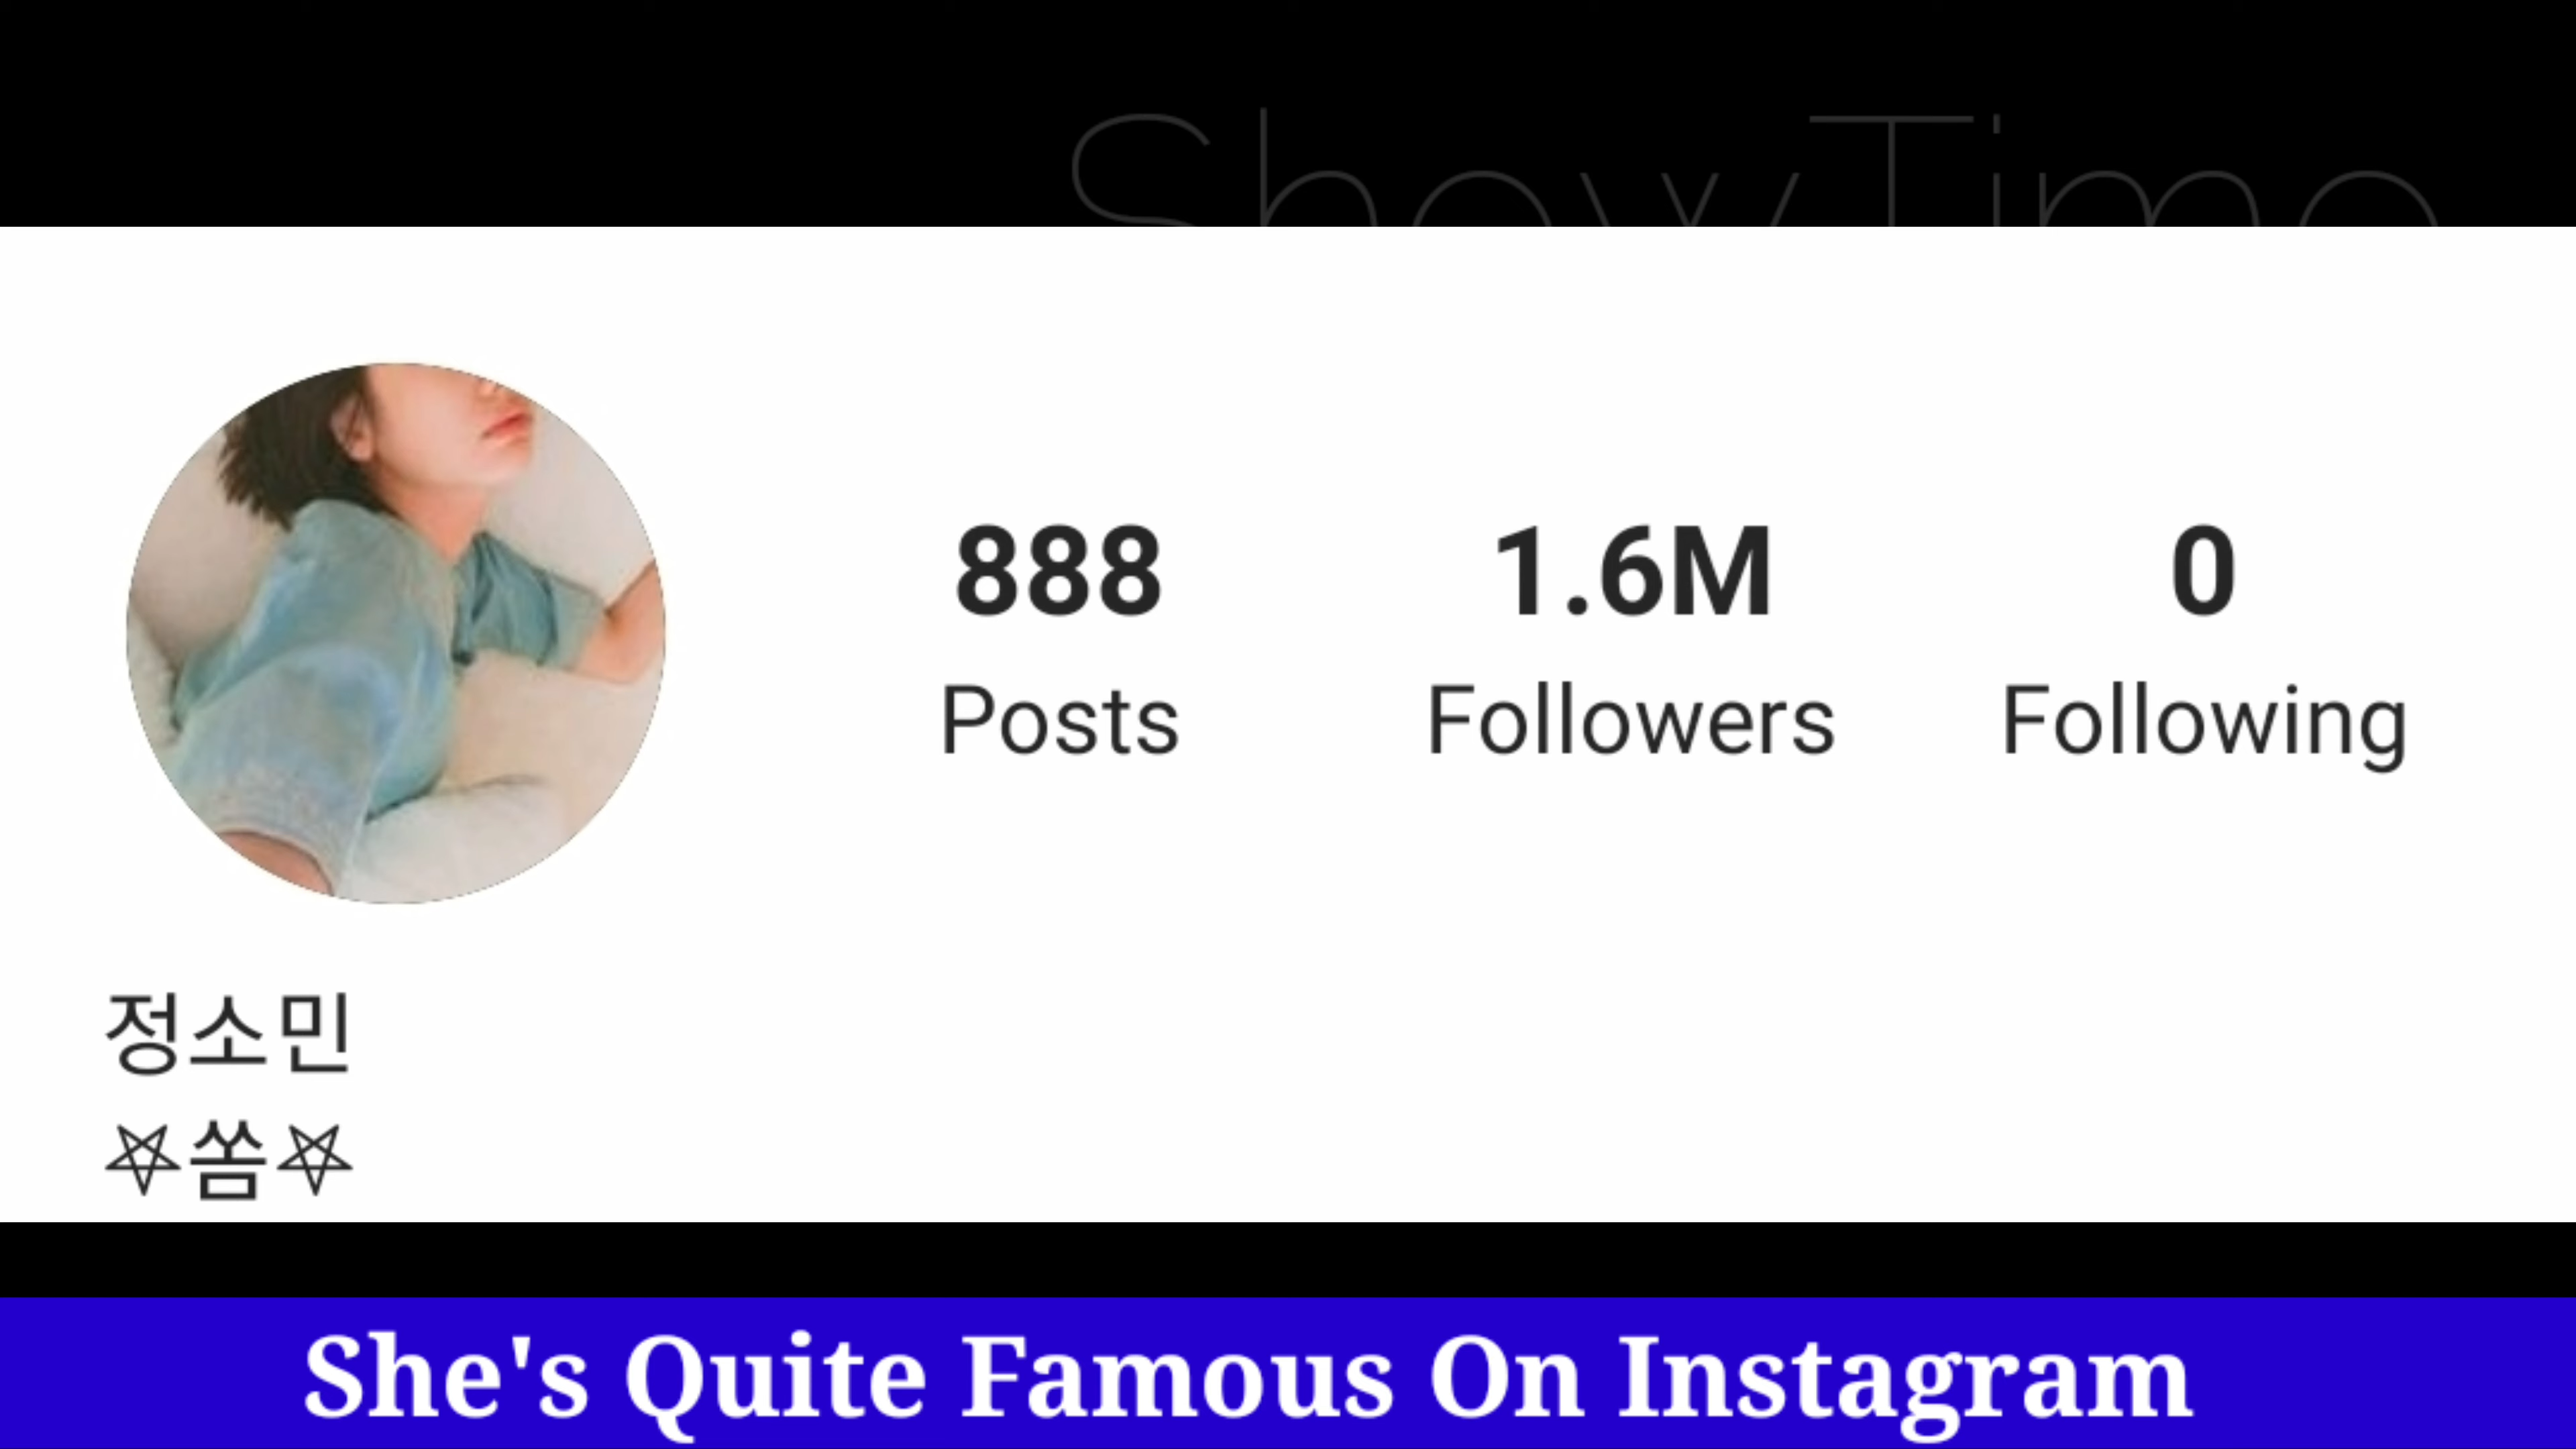 ShowTime
888 1.6M 0
Posts Followers Following
정소민
⛧쏨⛧
She's Quite Famous On Instagram